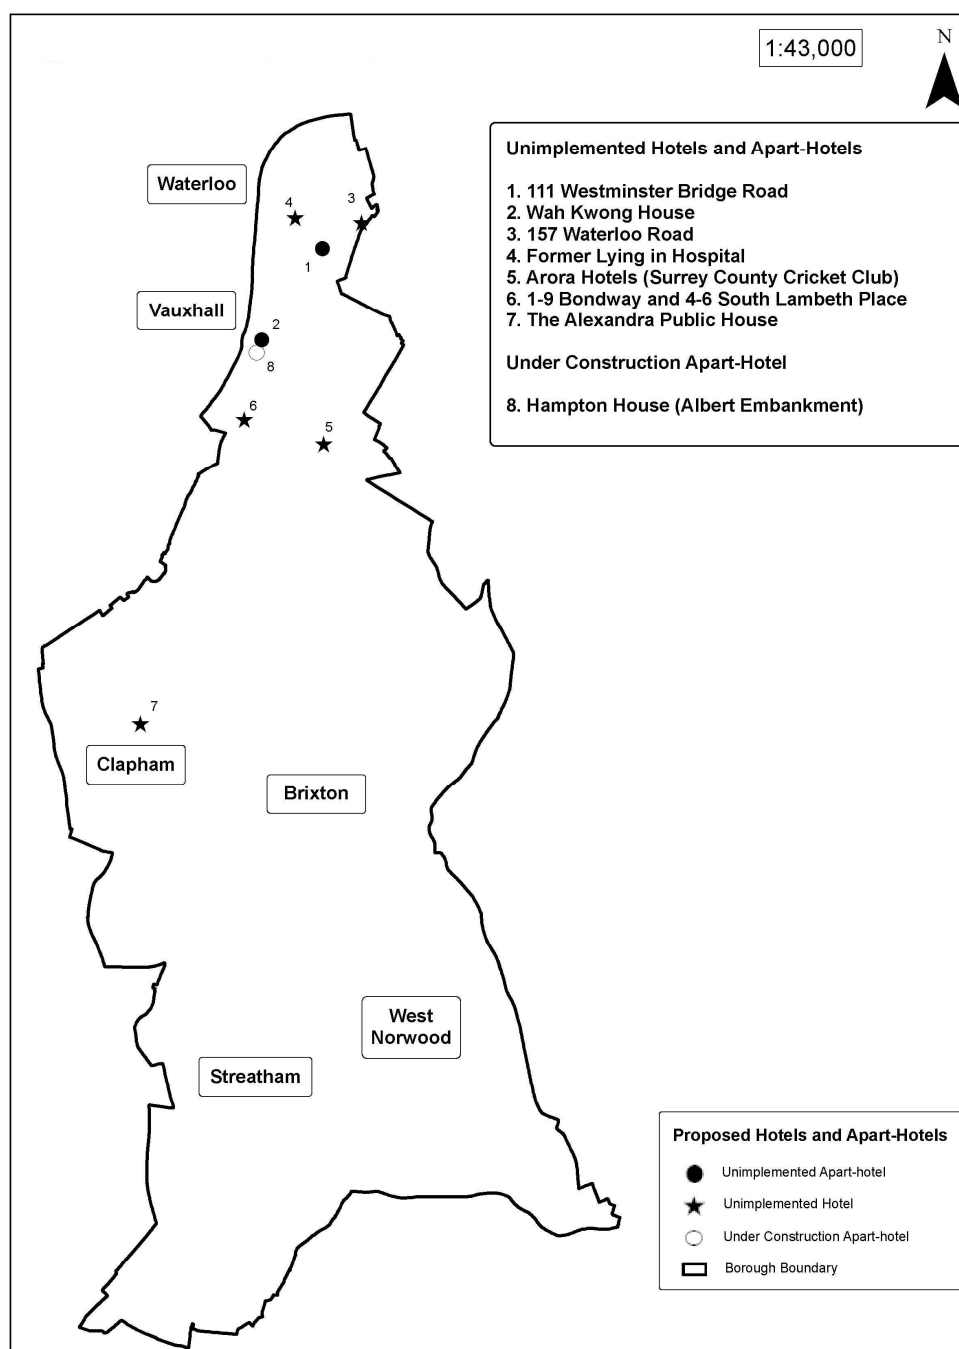 1:43,000
N
Unimplemented Hotels and Apart-Hotels
1. 111 Westminster Bridge Road
2. Wah Kwong House
3. 157 Waterloo Road
4. Former Lying in Hospital
5. Arora Hotels (Surrey County Cricket Club)
6. 1-9 Bondway and 4-6 South Lambeth Place
7. The Alexandra Public House
Under Construction Apart-Hotel
8. Hampton House (Albert Embankment)
Waterloo
4
3
1
Vauxhall
2
8
6
5
7
Clapham
Brixton
West
Norwood
Streatham
Proposed Hotels and Apart-Hotels
Unimplemented Apart-hotel
Unimplemented Hotel
Under Construction Apart-hotel
Borough Boundary